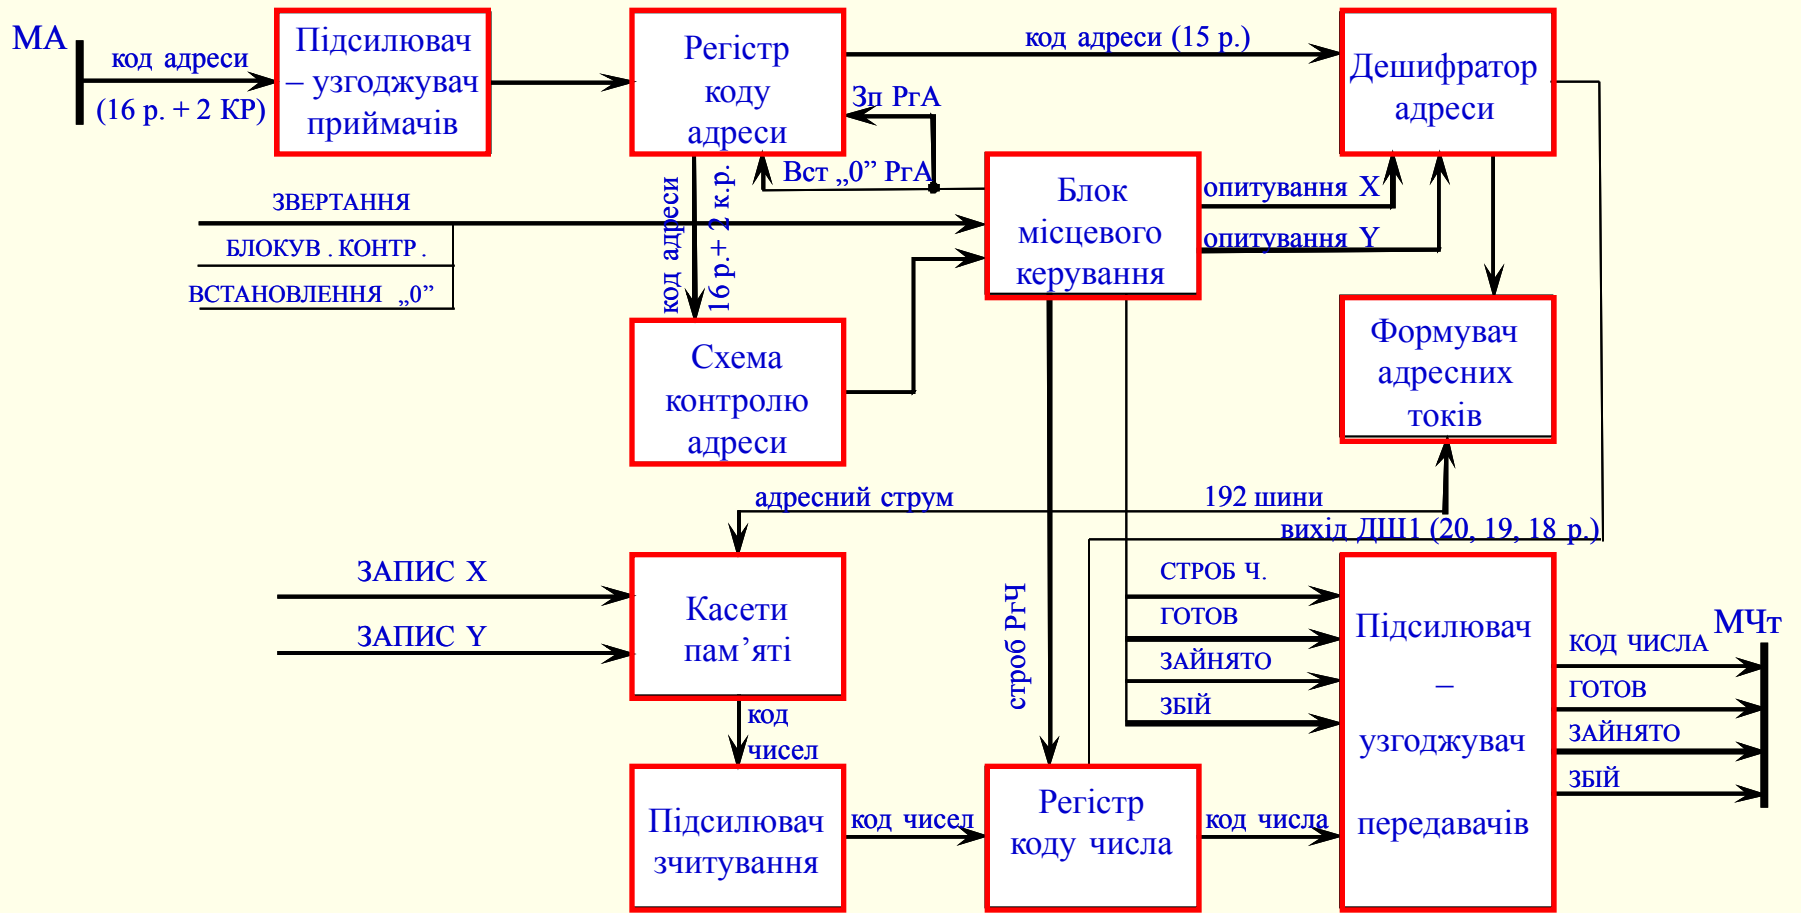 МА
код адреси
(16 р. + 2 КР)
Підсилювач
– узгоджувач
приймачів
Регістр
коду
адреси
код адреси (15 р.)
Дешифратор
адреси
Зп РгА
Вст „0” РгА
код адреси
16 р.+ 2 к.р.
ЗВЕРТАННЯ
БЛОКУВ . КОНТР .
ВСТАНОВЛЕННЯ „0”
Блок
місцевого
керування
опитування X
опитування Y
Схема
контролю
адреси
Формувач
адресних
токів
адресний струм
192 шини
вихід ДШ1 (20, 19, 18 р.)
ЗАПИС X
ЗАПИС Y
Касети
пам’яті
строб РгЧ
СТРОБ Ч.
ГОТОВ
ЗАЙНЯТО
ЗБІЙ
Підсилювач
–
узгоджувач
передавачів
МЧт
КОД ЧИСЛА
ГОТОВ
ЗАЙНЯТО
ЗБІЙ
код
чисел
Підсилювач
зчитування
код чисел
Регістр
коду числа
код числа